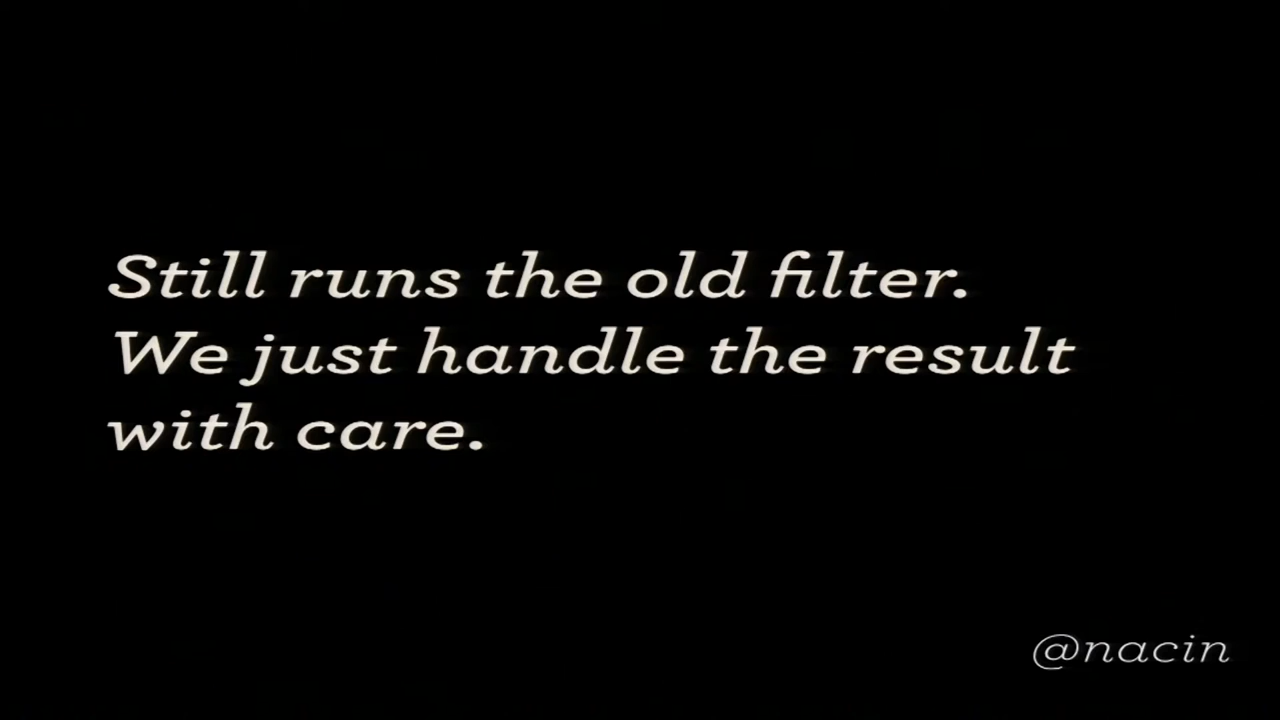 Still runs the old filter.
We just handle the result
with care.
@nacin